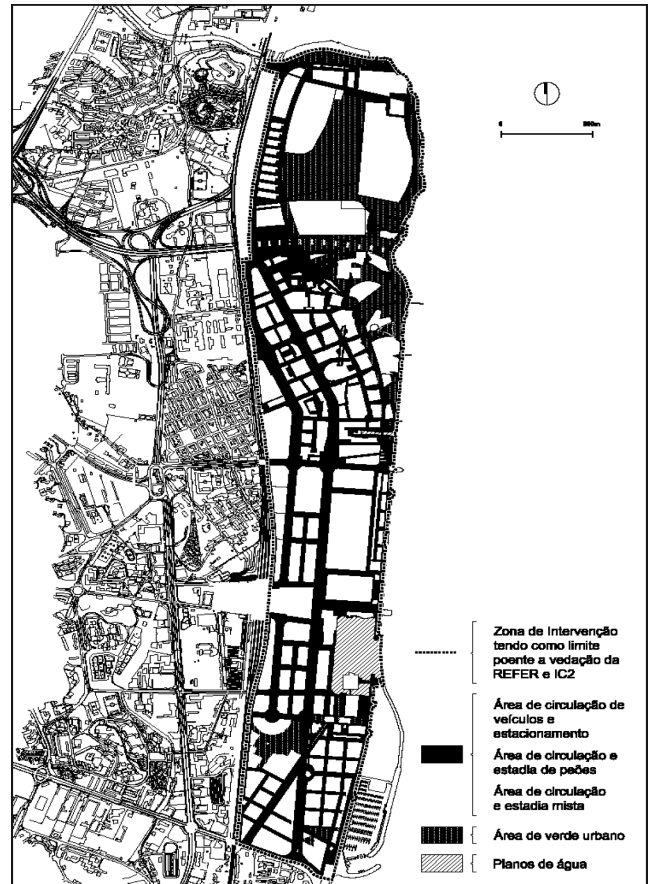 0
500m
Zona de Intervenção
tendo como limite
poente a vedação da
REFER e IC2
Área de circulação de
veículos e
estacionamento
Área de circulação e
estadia de peões
Área de circulação
e estadia mista
Área de verde urbano
Planos de água